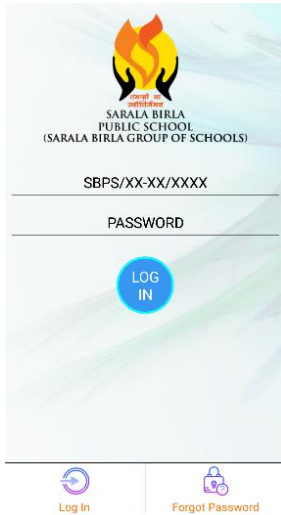 तमसो मा
ज्योतिर्गमय
SARALA BIRLA
PUBLIC SCHOOL
(SARALA BIRLA GROUP OF SCHOOLS)
SBPS/XX-XX/XXXX
PASSWORD
LOG
IN
Log In
Forgot Password